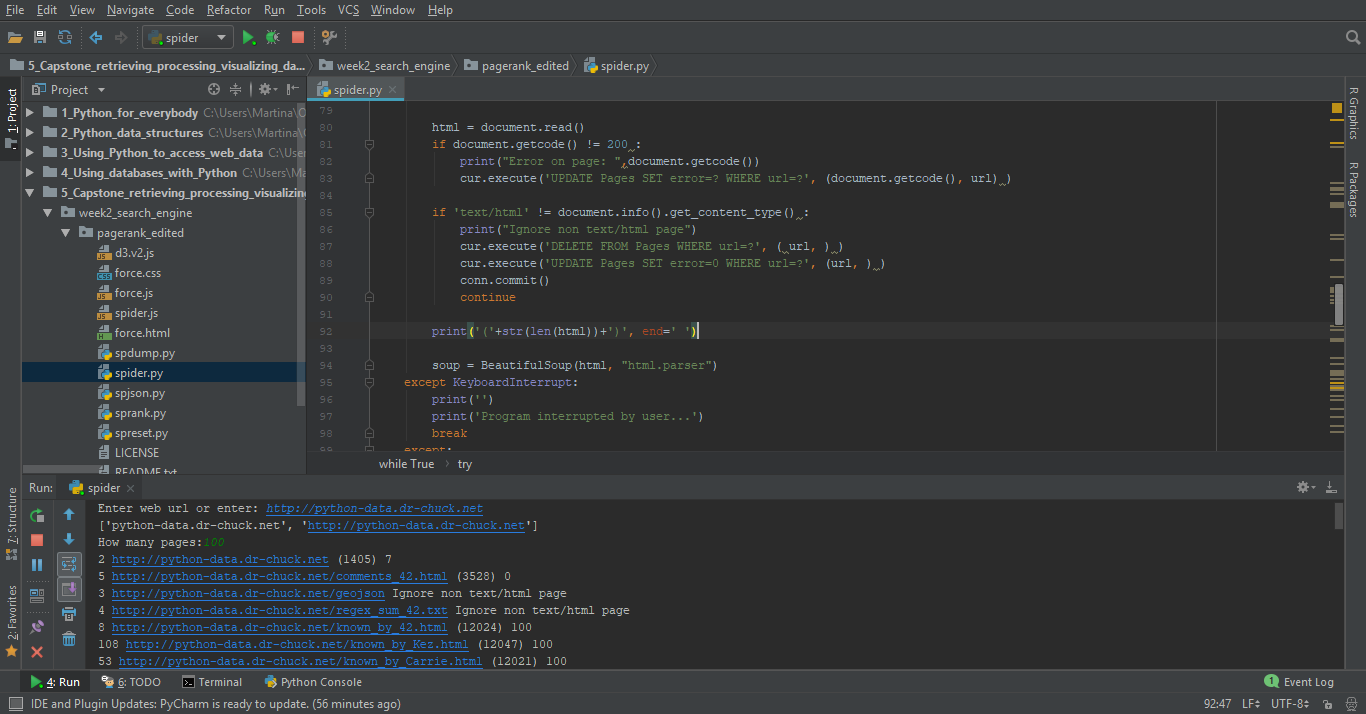 File Edit View Navigate Code Refactor Run Tools VCS Window Help
spider
5_Capstone_retrieving_processing_visualizing_da... week2_search_engine pagerank_edited spider.py
1: Project
Project
1_Python_for_everybody C:\Users\Martina\O
2_Python_data_structures C:\Users\Martina\
3_Using_Python_to_access_web_data C:\Use
4_Using_databases_with_Python C:\Users\Ma
5_Capstone_retrieving_processing_visualizing
week2_search_engine
pagerank_edited
d3.v2.js
force.css
force.js
spider.js
force.html
spdump.py
spider.py
spjson.py
sprank.py
spreset.py
LICENSE
README.txt
spider.py
79
80 html = document.read()
81 if document.getcode() != 200 :
82 print("Error on page: ",document.getcode())
83 cur.execute('UPDATE Pages SET error=? WHERE url=?', (document.getcode(), url) )
84
85 if 'text/html' != document.info().get_content_type() :
86 print("Ignore non text/html page")
87 cur.execute('DELETE FROM Pages WHERE url=?', ( url, ) )
88 cur.execute('UPDATE Pages SET error=0 WHERE url=?', (url, ) )
89 conn.commit()
90 continue
91
92 print('('+str(len(html))+')', end=' ')
93
94 soup = BeautifulSoup(html, "html.parser")
95 except KeyboardInterrupt:
96 print('')
97 print('Program interrupted by user...')
98 break
99 except:
while True try
R Graphics
R Packages
Run: spider
Enter web url or enter: http://python-data.dr-chuck.net
['python-data.dr-chuck.net', 'http://python-data.dr-chuck.net']
How many pages:100
2 http://python-data.dr-chuck.net (1405) 7
5 http://python-data.dr-chuck.net/comments_42.html (3528) 0
3 http://python-data.dr-chuck.net/geojson Ignore non text/html page
4 http://python-data.dr-chuck.net/regex_sum_42.txt Ignore non text/html page
8 http://python-data.dr-chuck.net/known_by_42.html (12024) 100
108 http://python-data.dr-chuck.net/known_by_Kez.html (12047) 100
53 http://python-data.dr-chuck.net/known_by_Carrie.html (12021) 100
7: Structure
2: Favorites
4: Run 6: TODO Terminal Python Console 1 Event Log
IDE and Plugin Updates: PyCharm is ready to update. (56 minutes ago) 92:47 LF UTF-8